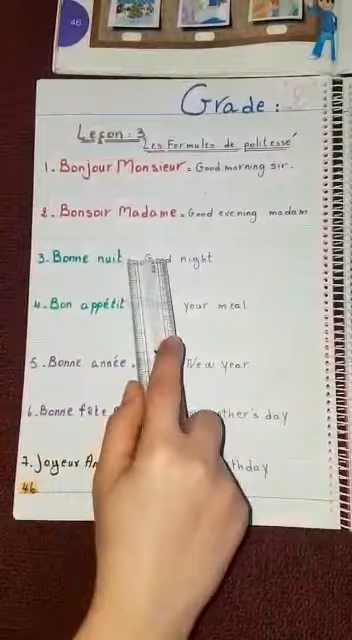 46
Grade :
Leçon : 3
Les Formules de politesse
1. Bonjour Monsieur = Good morning sir.
2. Bonsoir Madame = Good evening madam
3. Bonne nuit Good night
4. Bon appétit your meal
5. Bonne année = New year
6. Bonne fête day
7. Joyeux
46